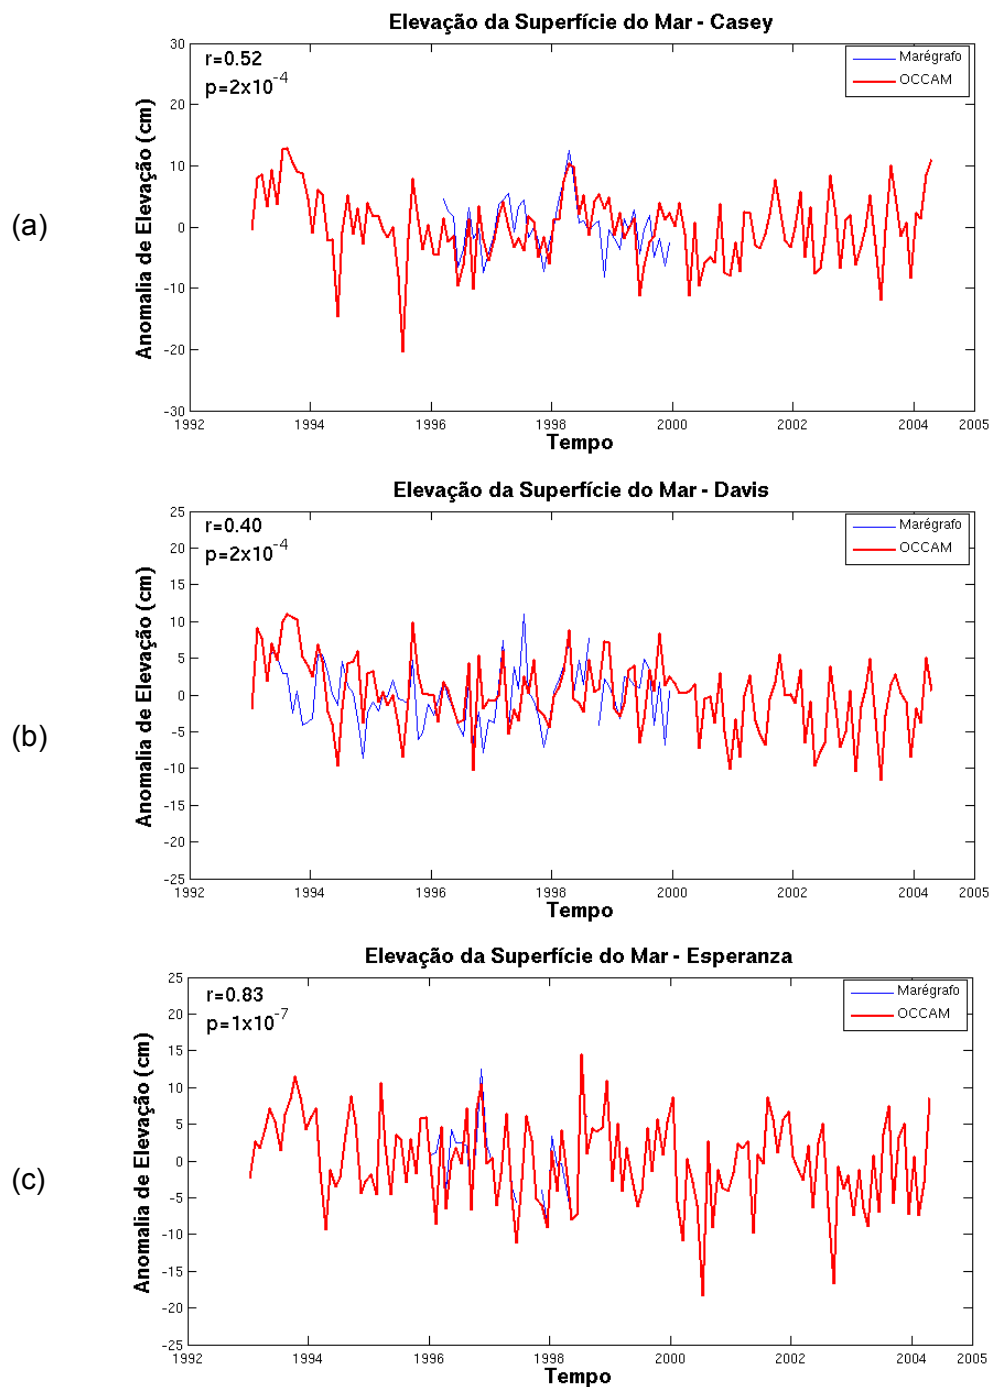 Elevação da Superfície do Mar - Casey
(a)
Anomalia de Elevação (cm)
r=0.52
p=2x10⁻⁴
Marégrafo
OCCAM
30
20
10
0
-10
-20
-30
1992 1994 1996 1998 2000 2002 2004 2005
Tempo
Elevação da Superfície do Mar - Davis
(b)
Anomalia de Elevação (cm)
r=0.40
p=2x10⁻⁴
Marégrafo
OCCAM
25
20
15
10
5
0
-5
-10
-15
-20
-25
1992 1994 1996 1998 2000 2002 2004 2005
Tempo
Elevação da Superfície do Mar - Esperanza
(c)
Anomalia de Elevação (cm)
r=0.83
p=1x10⁻⁷
Marégrafo
OCCAM
25
20
15
10
5
0
-5
-10
-15
-20
-25
1992 1994 1996 1998 2000 2002 2004 2005
Tempo